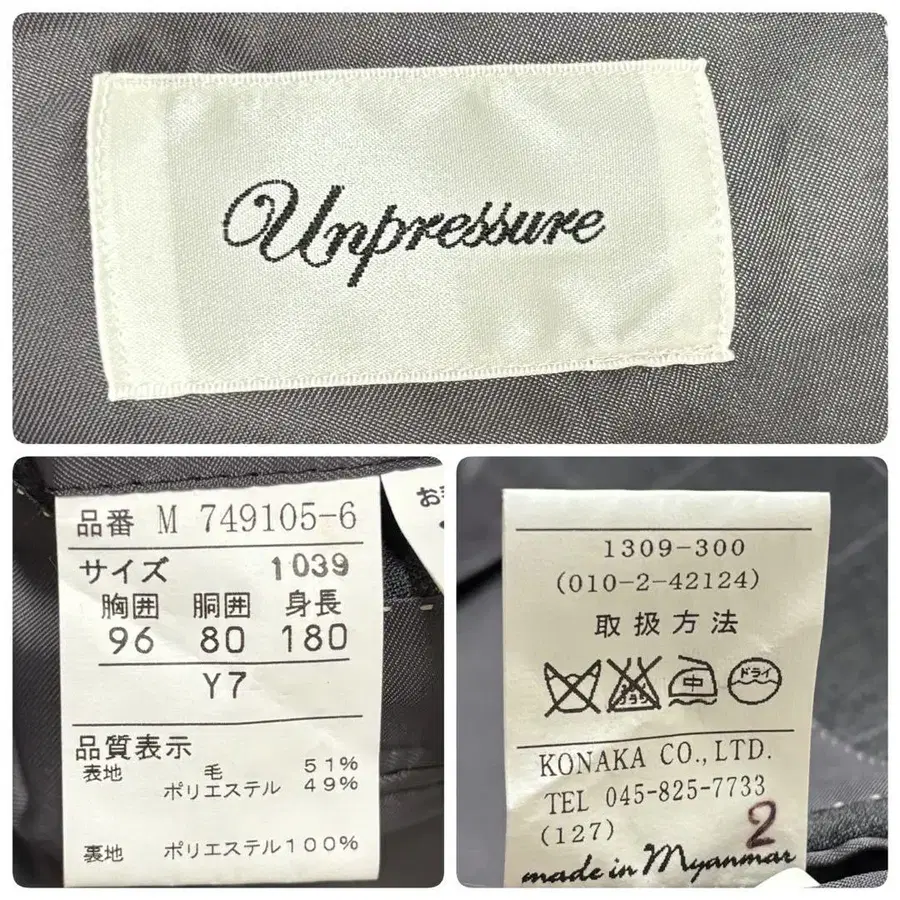 Unpressure
品番 M 749105-6
サイズ 1039
胸囲 胴囲 身長
96 80 180
Y7
品質表示
表地 毛 51%
ポリエステル 49%
裏地 ポリエステル100%
お
1309-300
(010-2-42124)
取扱方法
中 ドライ
KONAKA CO.,LTD.
TEL 045-825-7733
(127) 2
made in Myanmar